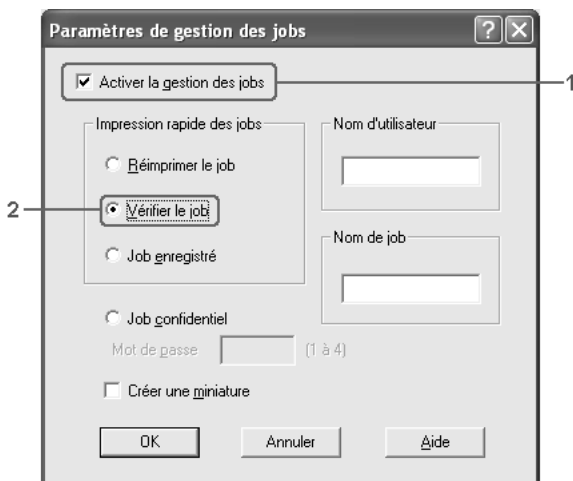 Paramètres de gestion des jobs
Activer la gestion des jobs
1
Impression rapide des jobs
Réimprimer le job
2
Vérifier le job
Job enregistré
Nom d'utilisateur
Nom de job
Job confidentiel
Mot de passe
(1 à 4)
Créer une miniature
OK
Annuler
Aide